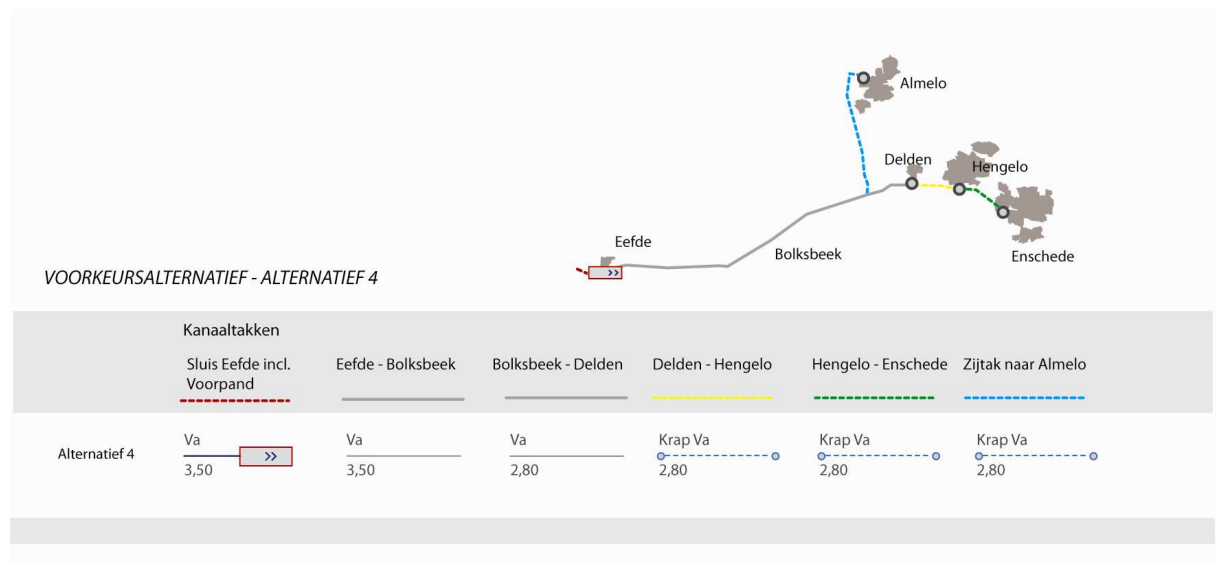 Almelo
Delden
Hengelo
Eefde
Bolksbeek
Enschede
VOORKEURSALTERNATIEF - ALTERNATIEF 4
Kanaaltakken
Sluis Eefde incl.
Voorpand
Eefde - Bolksbeek
Bolksbeek - Delden
Delden - Hengelo
Hengelo - Enschede
Zijtak naar Almelo
Alternatief 4
Va
3,50
Va
3,50
Va
2,80
Krap Va
2,80
Krap Va
2,80
Krap Va
2,80